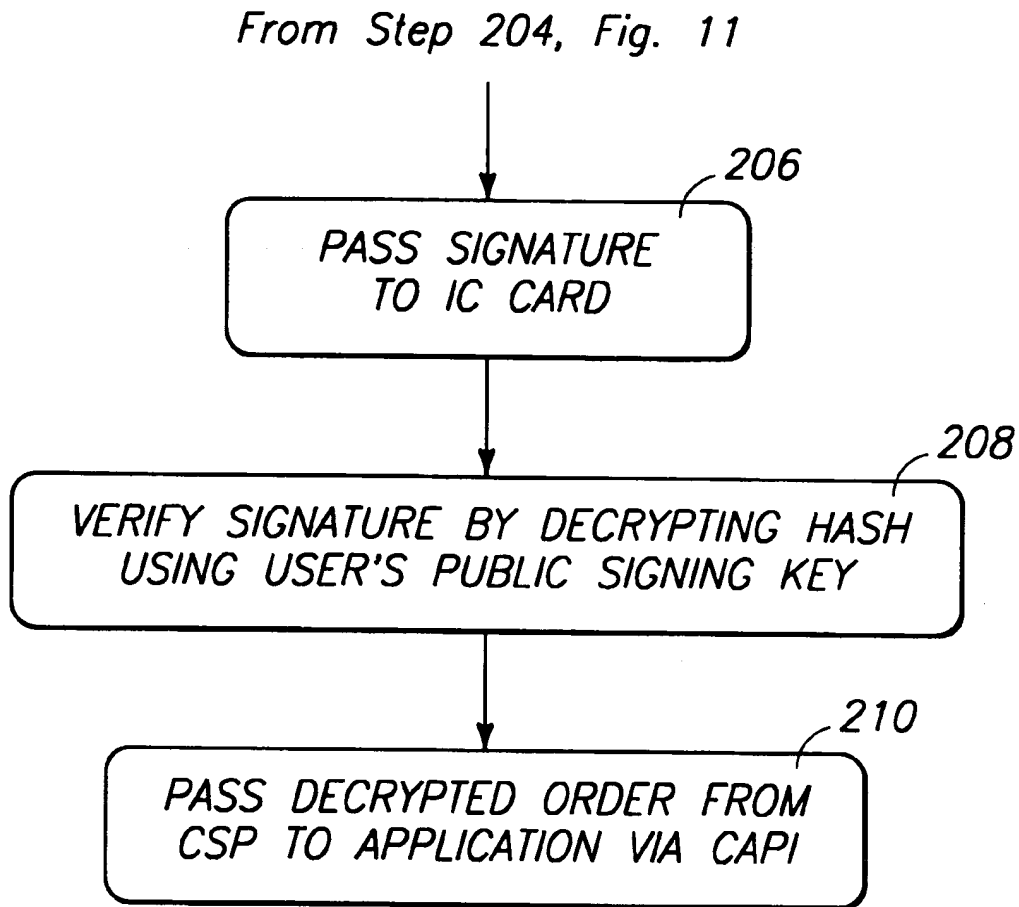 From Step 204, Fig. 11
206
PASS SIGNATURE
TO IC CARD
208
VERIFY SIGNATURE BY DECRYPTING HASH
USING USER'S PUBLIC SIGNING KEY
210
PASS DECRYPTED ORDER FROM
CSP TO APPLICATION VIA CAPI